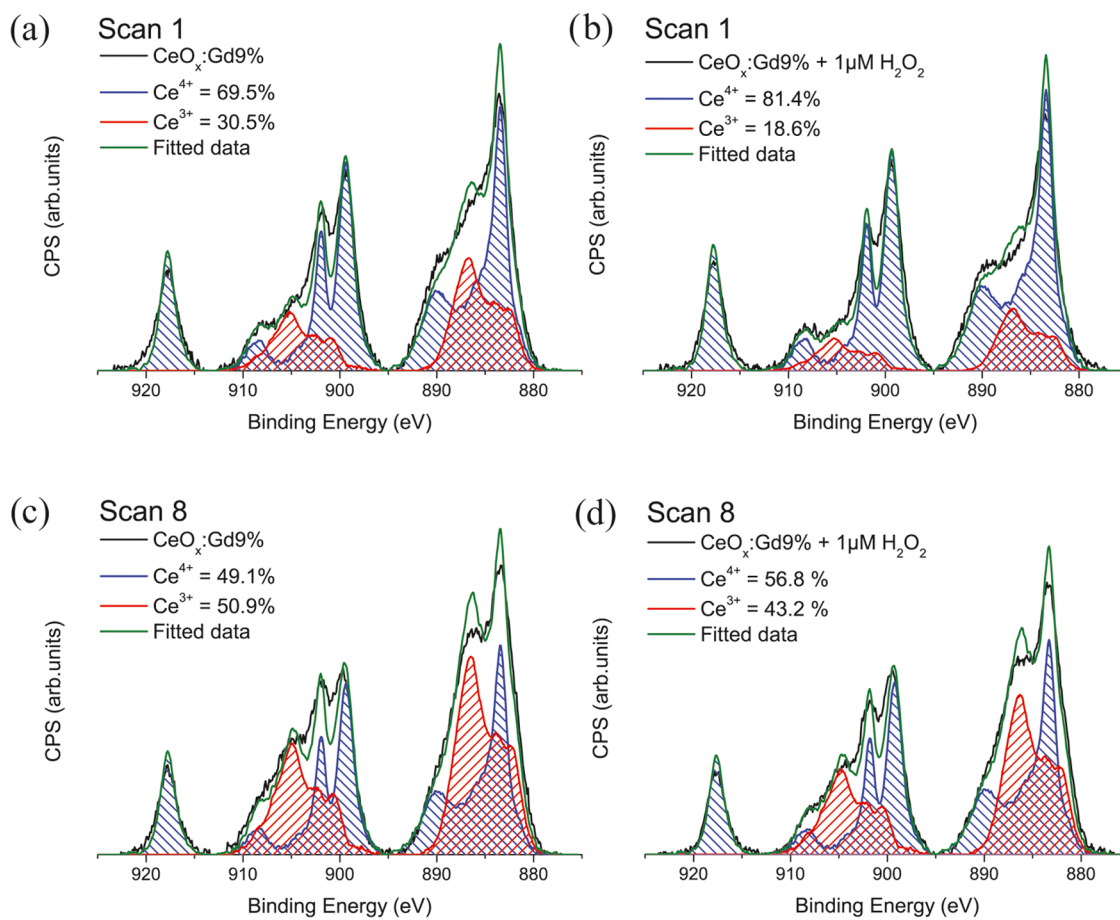 (a)
Scan 1
CeOₓ:Gd9%
Ce⁴⁺ = 69.5%
Ce³⁺ = 30.5%
Fitted data
CPS (arb.units)
920 910 900 890 880
Binding Energy (eV)
(b)
Scan 1
CeOₓ:Gd9% + 1µM H₂O₂
Ce⁴⁺ = 81.4%
Ce³⁺ = 18.6%
Fitted data
CPS (arb.units)
920 910 900 890 880
Binding Energy (eV)
(c)
Scan 8
CeOₓ:Gd9%
Ce⁴⁺ = 49.1%
Ce³⁺ = 50.9%
Fitted data
CPS (arb.units)
920 910 900 890 880
Binding Energy (eV)
(d)
Scan 8
CeOₓ:Gd9% + 1µM H₂O₂
Ce⁴⁺ = 56.8 %
Ce³⁺ = 43.2 %
Fitted data
CPS (arb.units)
920 910 900 890 880
Binding Energy (eV)